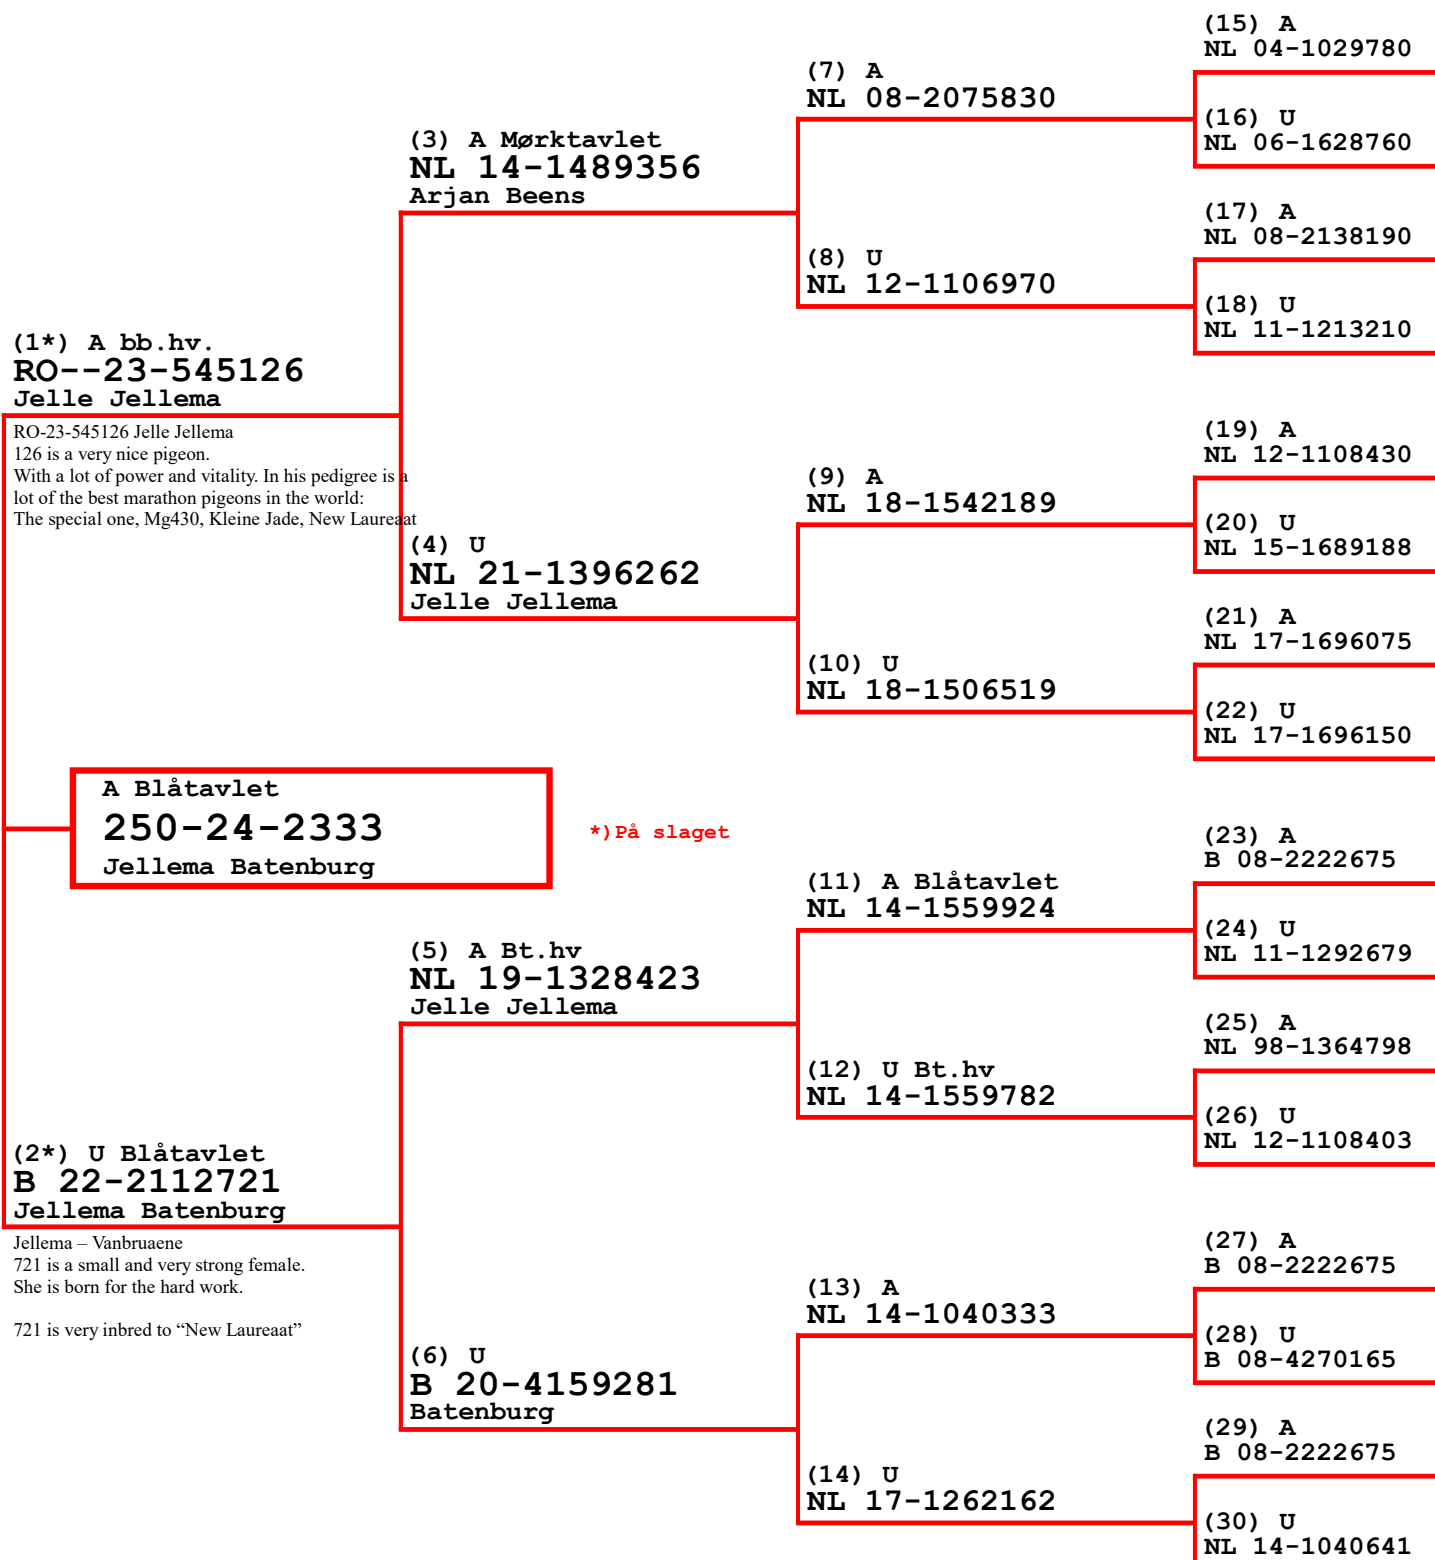 (1*) A bb.hv.
RO--23-545126
Jelle Jellema
RO-23-545126 Jelle Jellema
126 is a very nice pigeon.
With a lot of power and vitality. In his pedigree is a
lot of the best marathon pigeons in the world:
The special one, Mg430, Kleine Jade, New Laureaat
A Blåtavlet
250-24-2333
Jellema Batenburg
*)På slaget
(2*) U Blåtavlet
B 22-2112721
Jellema Batenburg
Jellema – Vanbruaene
721 is a small and very strong female.
She is born for the hard work.
721 is very inbred to “New Laureaat”
(3) A Mørktavlet
NL 14-1489356
Arjan Beens
(4) U
NL 21-1396262
Jelle Jellema
(5) A Bt.hv
NL 19-1328423
Jelle Jellema
(6) U
B 20-4159281
Batenburg
(7) A
NL 08-2075830
(8) U
NL 12-1106970
(9) A
NL 18-1542189
(10) U
NL 18-1506519
(11) A Blåtavlet
NL 14-1559924
(12) U Bt.hv
NL 14-1559782
(13) A
NL 14-1040333
(14) U
NL 17-1262162
(15) A
NL 04-1029780
(16) U
NL 06-1628760
(17) A
NL 08-2138190
(18) U
NL 11-1213210
(19) A
NL 12-1108430
(20) U
NL 15-1689188
(21) A
NL 17-1696075
(22) U
NL 17-1696150
(23) A
B 08-2222675
(24) U
NL 11-1292679
(25) A
NL 98-1364798
(26) U
NL 12-1108403
(27) A
B 08-2222675
(28) U
B 08-4270165
(29) A
B 08-2222675
(30) U
NL 14-1040641